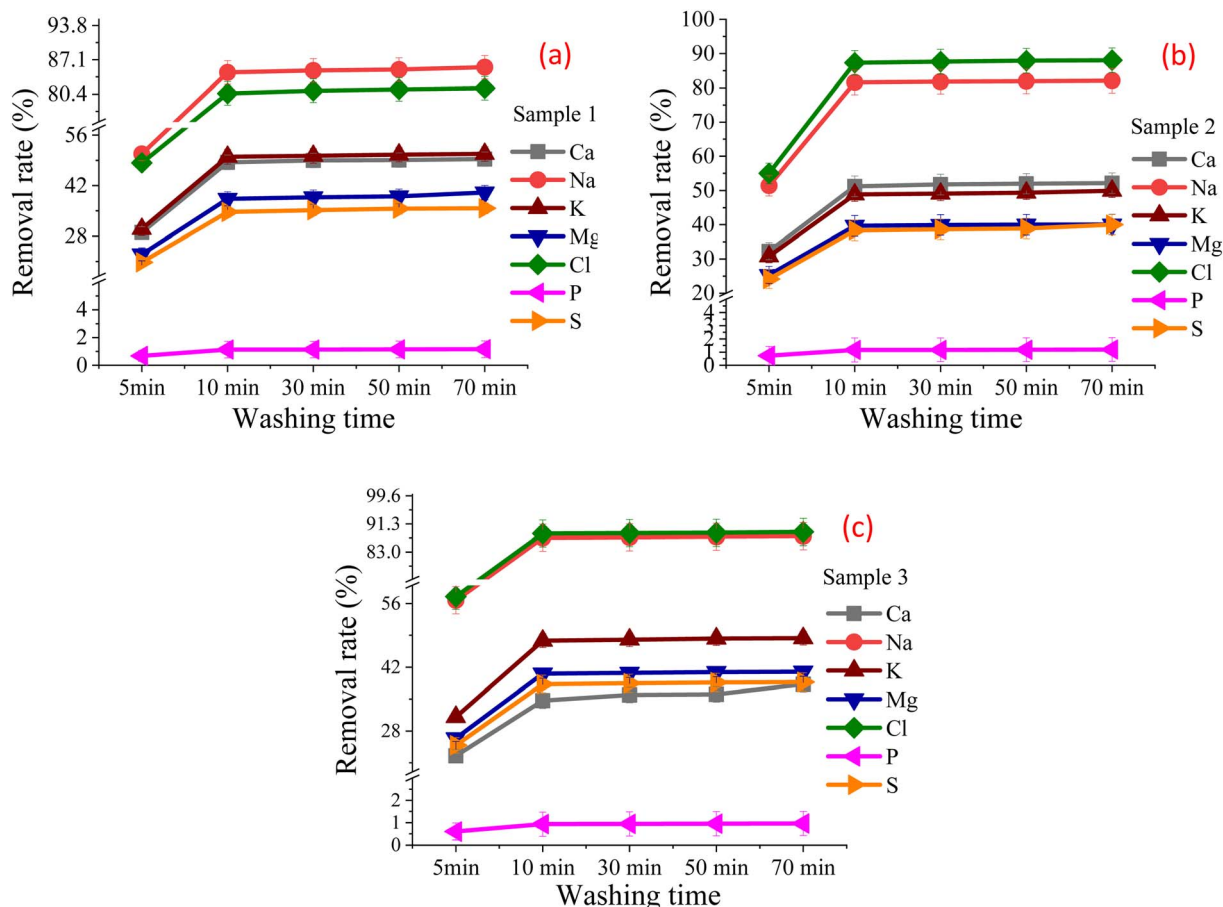 93.8
87.1
80.4
56
42
28
4
2
0
Removal rate (%)
(a)
Sample 1
Ca
Na
K
Mg
Cl
P
S
5min 10 min 30 min 50 min 70 min
Washing time
100
90
80
70
60
50
40
30
20
4
3
2
1
0
Removal rate (%)
(b)
Sample 2
Ca
Na
K
Mg
Cl
P
S
5min 10 min 30 min 50 min 70 min
Washing time
99.6
91.3
83.0
56
42
28
2
1
0
Removal rate (%)
(c)
Sample 3
Ca
Na
K
Mg
Cl
P
S
5min 10 min 30 min 50 min 70 min
Washing time